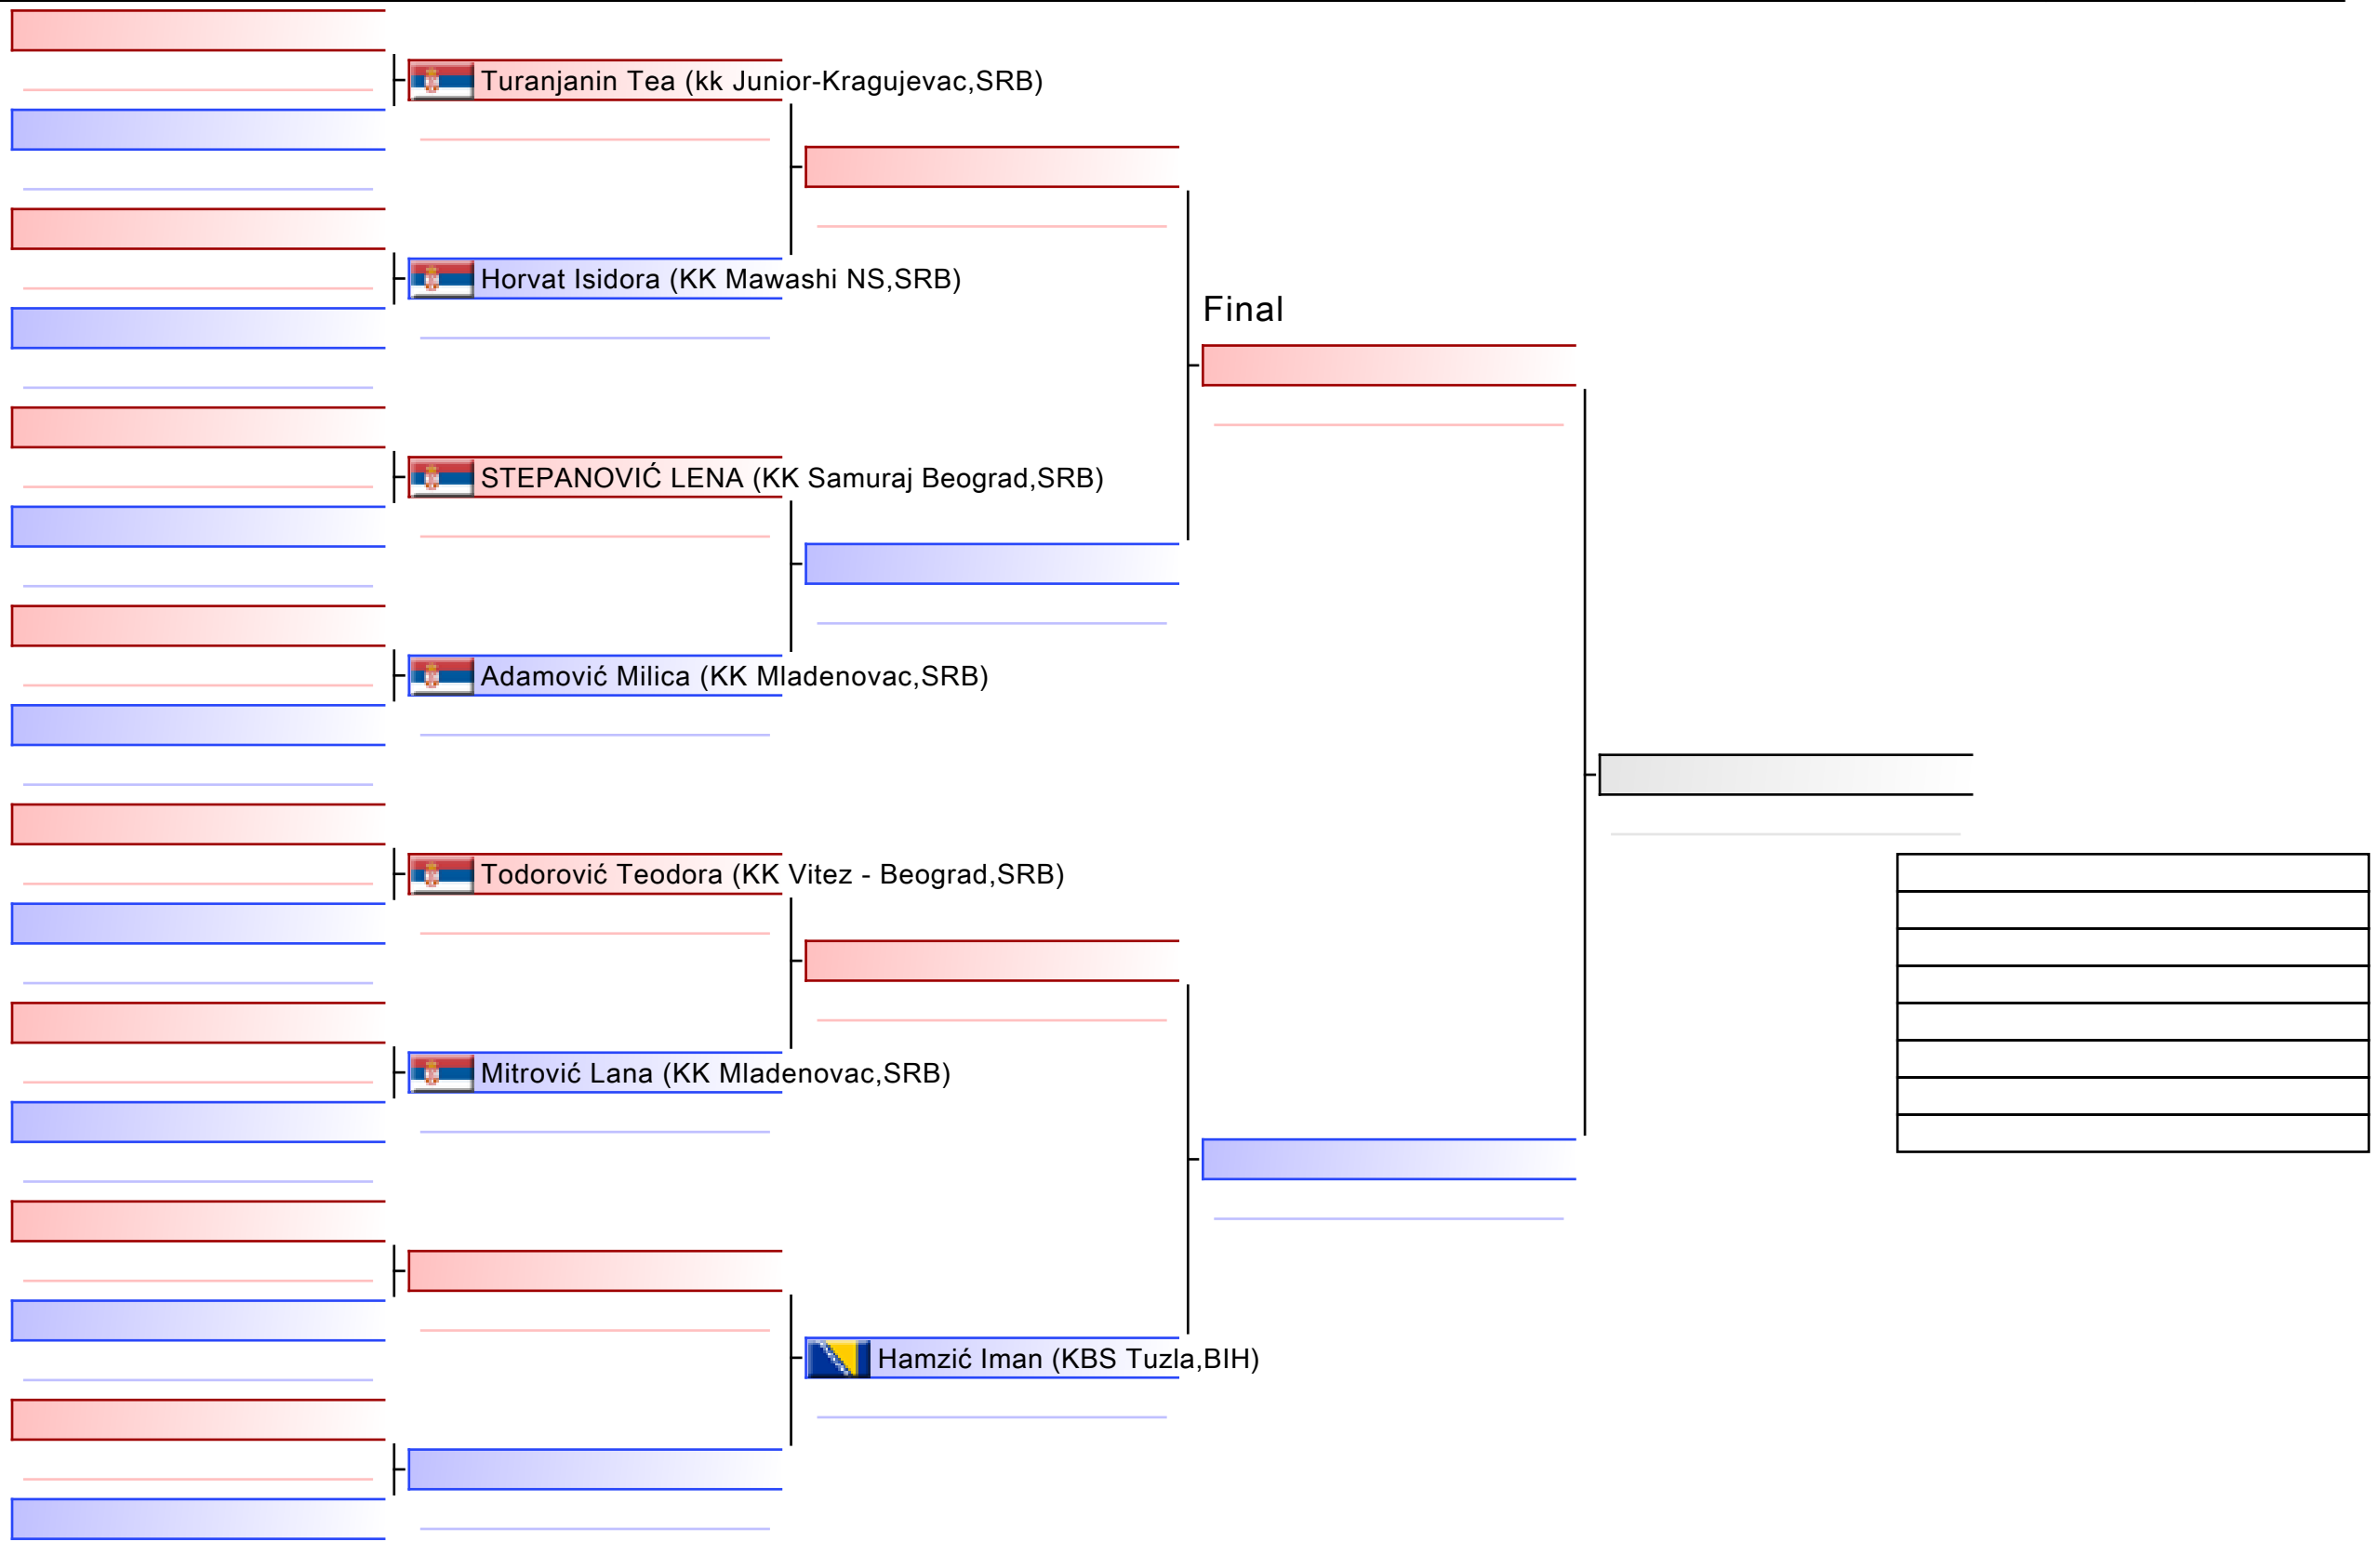 Turanjanin Tea (kk Junior-Kragujevac,SRB)
Horvat Isidora (KK Mawashi NS,SRB)
Final
STEPANOVIĆ LENA (KK Samuraj Beograd,SRB)
Adamović Milica (KK Mladenovac,SRB)
Todorović Teodora (KK Vitez - Beograd,SRB)
Mitrović Lana (KK Mladenovac,SRB)
Hamzić Iman (KBS Tuzla,BIH)